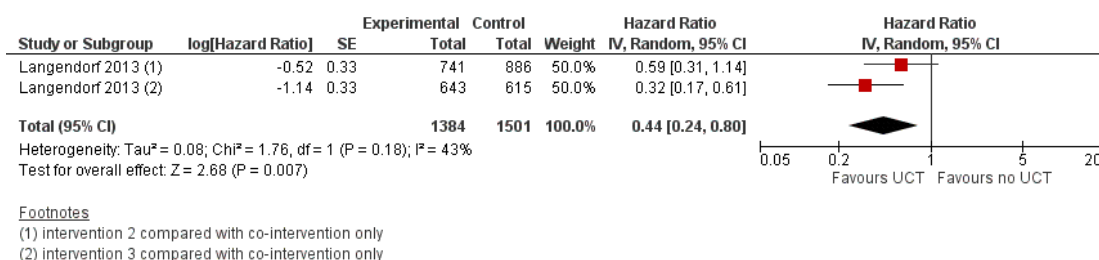 Experimental Control Hazard Ratio Hazard Ratio
Study or Subgroup log[Hazard Ratio] SE Total Total Weight IV, Random, 95% CI IV, Random, 95% CI
Langendorf 2013 (1) -0.52 0.33 741 886 50.0% 0.59 [0.31, 1.14]
Langendorf 2013 (2) -1.14 0.33 643 615 50.0% 0.32 [0.17, 0.61]
Total (95% CI) 1384 1501 100.0% 0.44 [0.24, 0.80]
Heterogeneity: Tau² = 0.08; Chi² = 1.76, df = 1 (P = 0.18); I² = 43%
Test for overall effect: Z = 2.68 (P = 0.007)
0.05 0.2 1 5 20
Favours UCT Favours no UCT
Footnotes
(1) intervention 2 compared with co-intervention only
(2) intervention 3 compared with co-intervention only